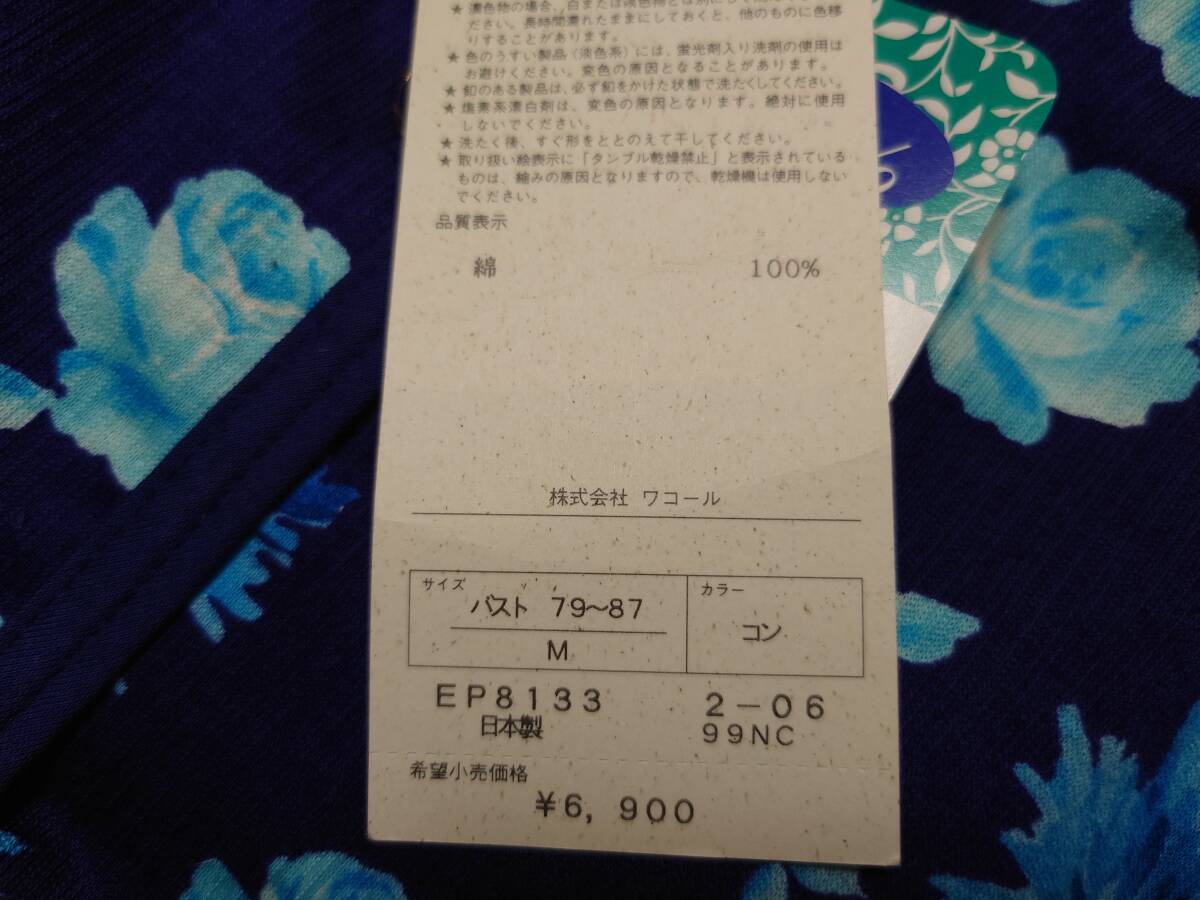 ★ 濃色物の場合、白または淡色物とは別にして
ださい。長時間濡れたままにしておくと、他のものに色移
りすることがあります。
★ 色のうすい製品(淡色系)には、蛍光剤入り洗剤の使用は
お避けください。変色の原因となることがあります。
★ 釦のある製品は、必ず釦をかけた状態で洗たくしてください。
★ 塩素系漂白剤は、変色の原因となります。絶対に使用
しないでください。
★ 洗たく後、すぐ形をととのえて干してください。
★ 取り扱い絵表示に「タンブル乾燥禁止」と表示されている
ものは、縮みの原因となりますので、乾燥機は使用しない
でください。
品質表示
綿 100%
株式会社 ワコール
サイズ カラー
バスト 79~87 コン
M
EP8133 2-06
日本製 99NC
希望小売価格
¥6,900